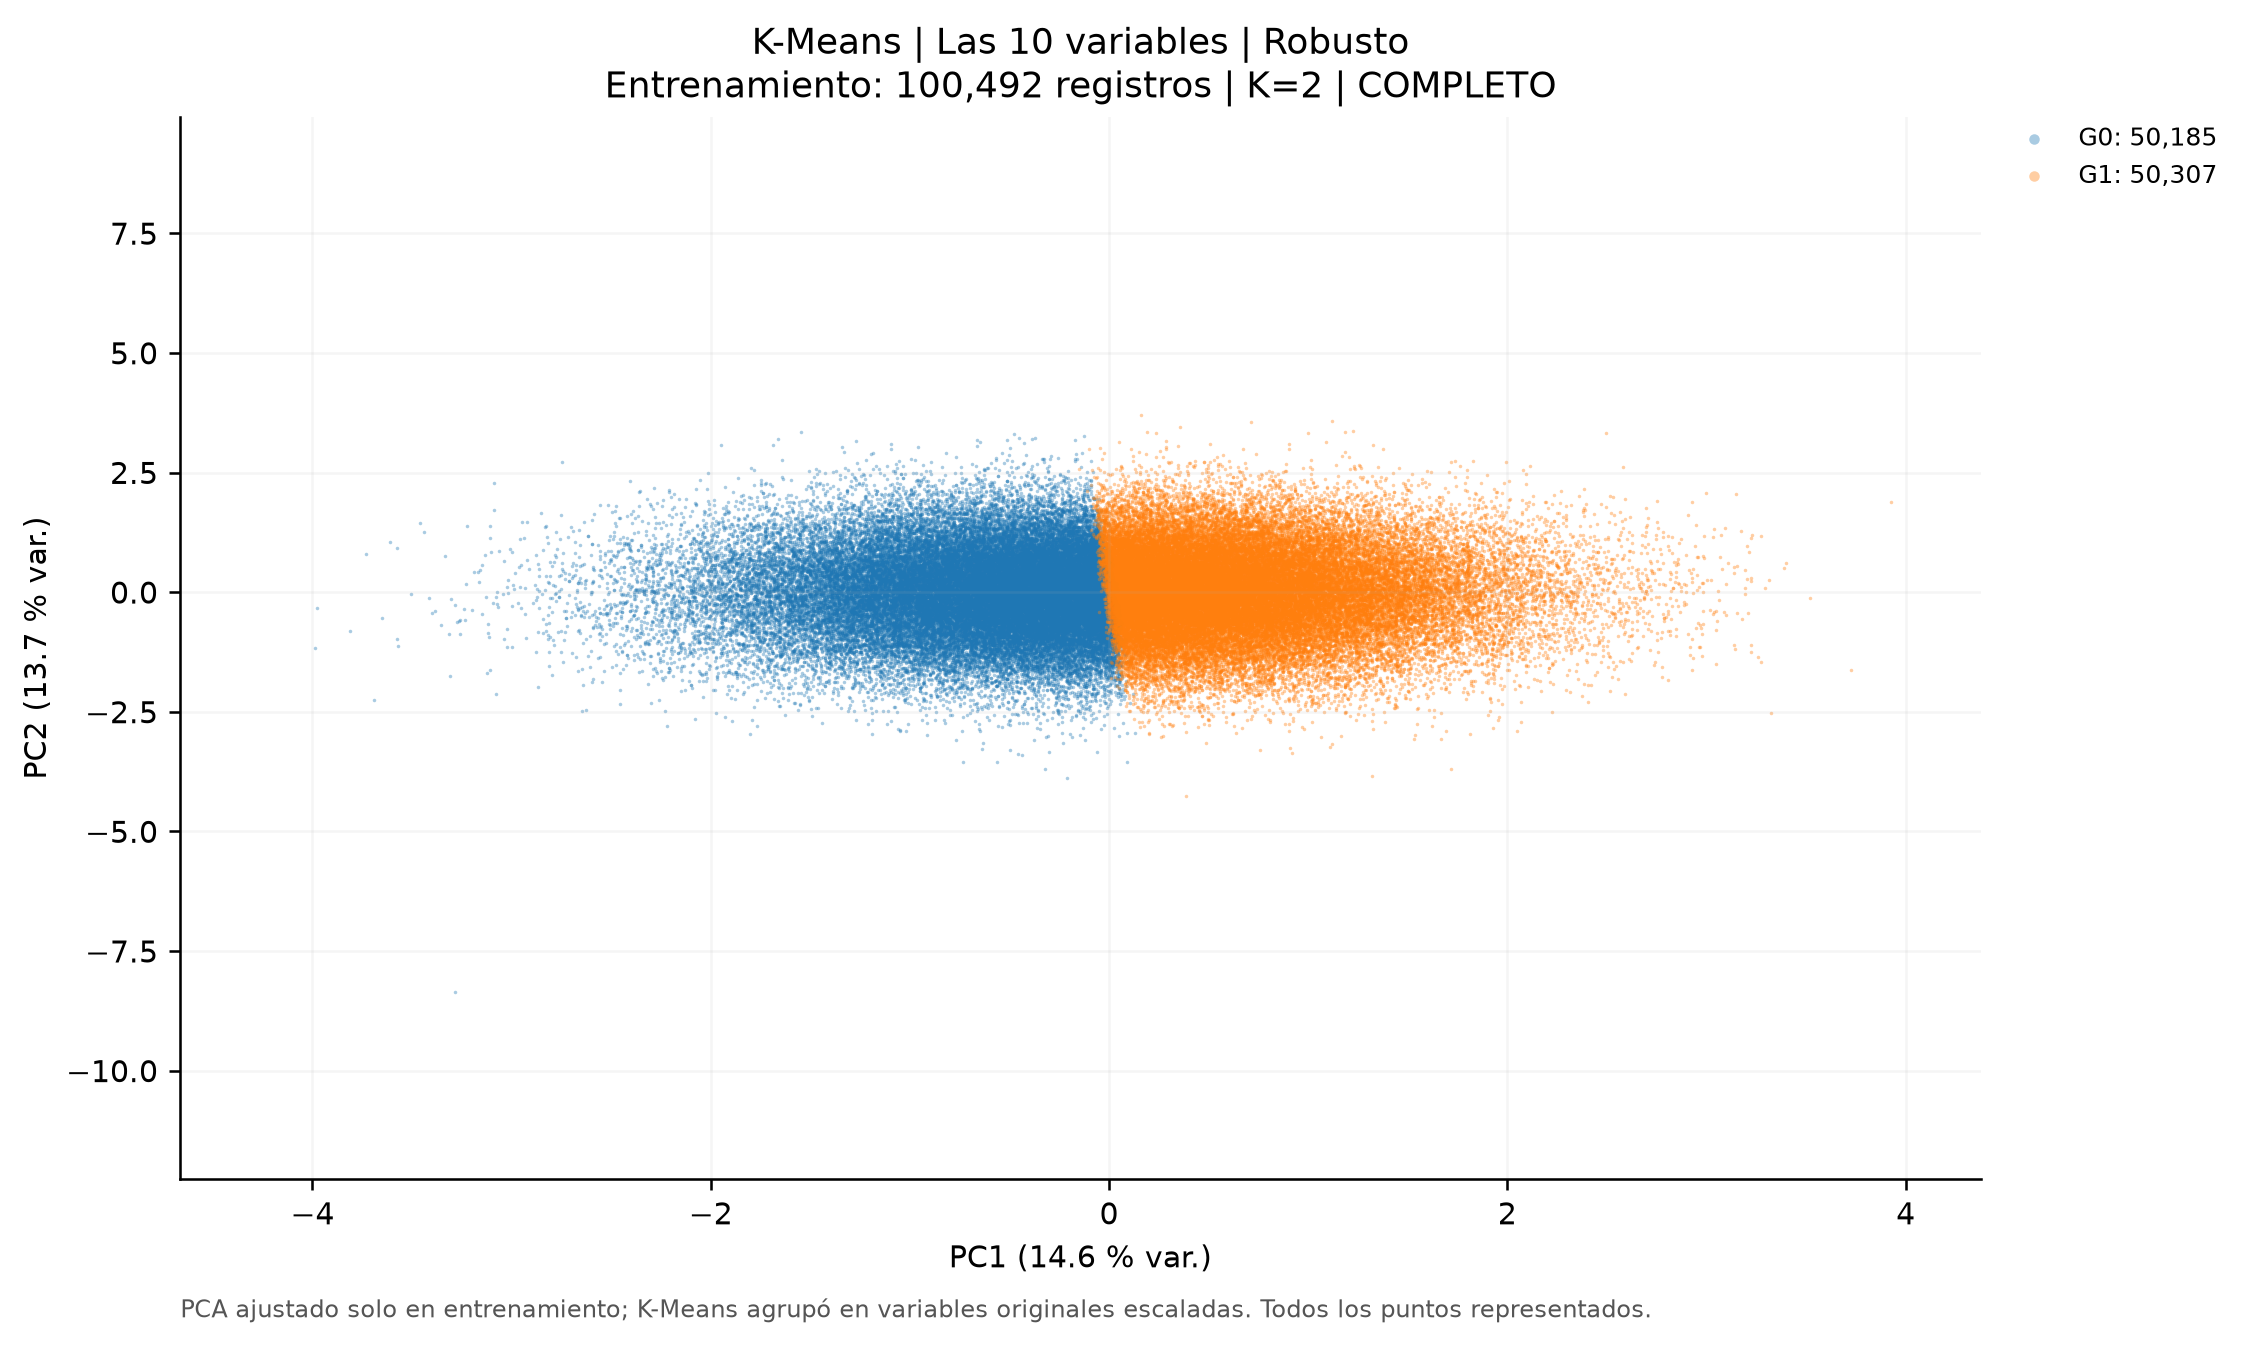 K-Means | Las 10 variables | Robusto
Entrenamiento: 100,492 registros | K=2 | COMPLETO
G0: 50,185
G1: 50,307
7.5
5.0
2.5
0.0
−2.5
−5.0
−7.5
−10.0
PC2 (13.7 % var.)
−4
−2
0
2
4
PC1 (14.6 % var.)
PCA ajustado solo en entrenamiento; K-Means agrupó en variables originales escaladas. Todos los puntos representados.